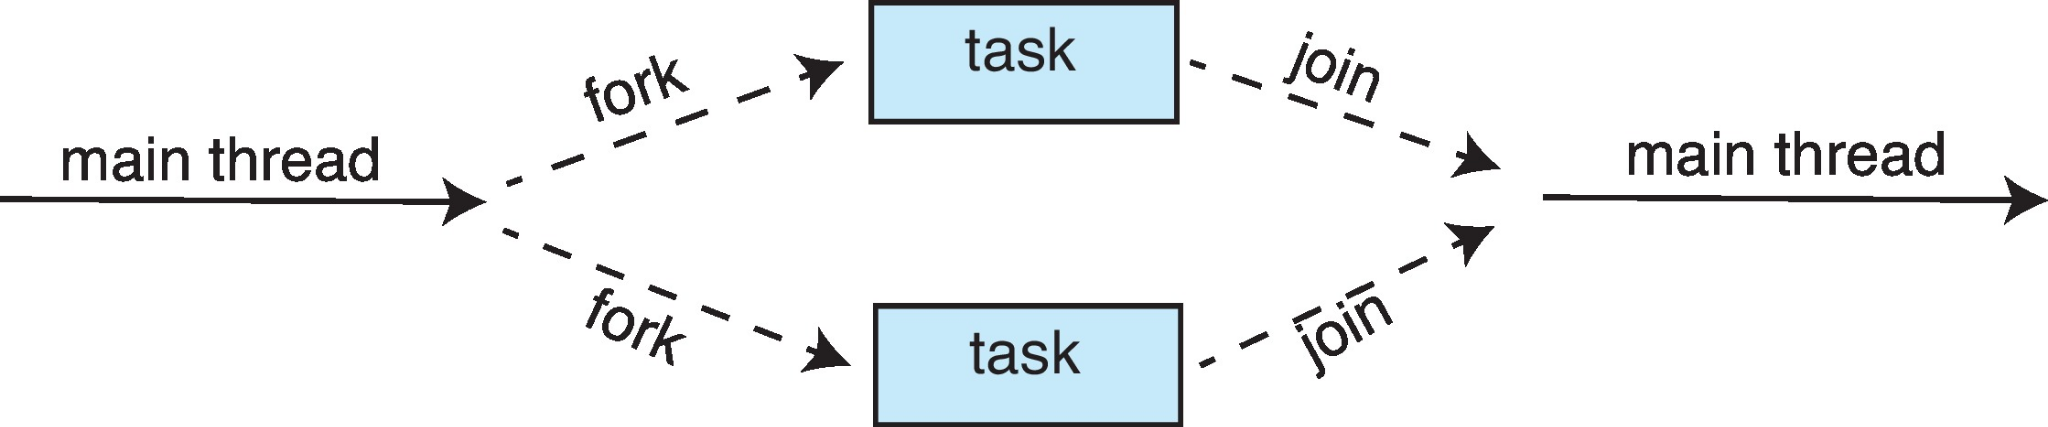 main thread
fork
task
join
fork
task
join
main thread